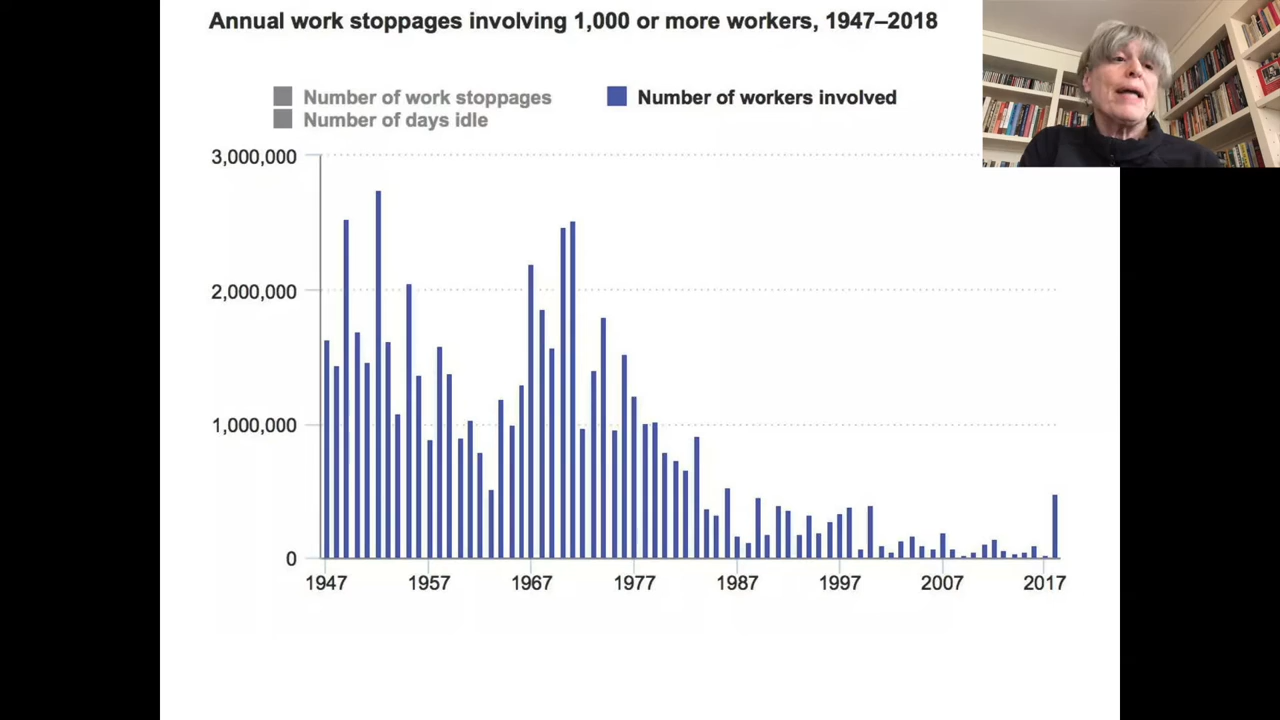 Annual work stoppages involving 1,000 or more workers, 1947–2018
Number of work stoppages
Number of workers involved
Number of days idle
3,000,000
2,000,000
1,000,000
0
1947 1957 1967 1977 1987 1997 2007 2017